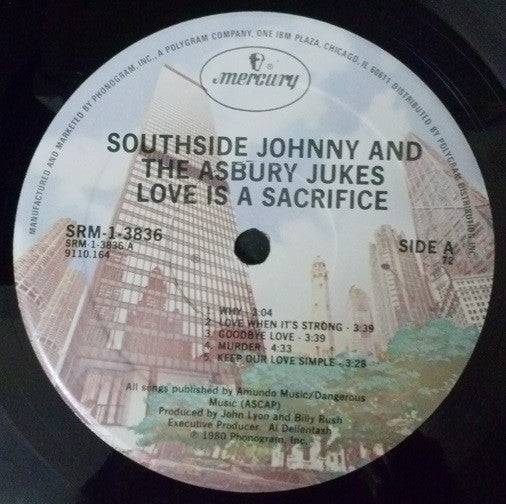 MANUFACTURED AND MARKETED BY PHONOGRAM, INC., A POLYGRAM COMPANY, ONE IBM PLAZA, CHICAGO, IL 60611 DISTRIBUTED BY POLYGRAM DISTRIBUTION, INC.
® mercury
SOUTHSIDE JOHNNY AND
THE ASBURY JUKES
LOVE IS A SACRIFICE
SRM-1-3836
SRM-1-3836 A
9110.164
SIDE A
72
1. WHY - 3:04
2. LOVE WHEN IT'S STRONG - 3:39
3. GOODBYE LOVE - 3:39
4. MURDER - 4:33
5. KEEP OUR LOVE SIMPLE - 3:28
All songs published by Amundo Music/Dangerous
Music (ASCAP)
Produced by John Lyon and Billy Rush
Executive Producer: Al Dellentash
℗ 1980 Phonogram, Inc.